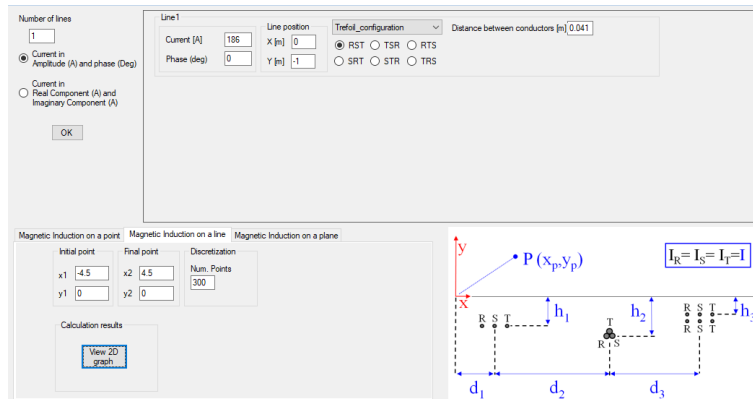 Number of lines
1
Current in
Amplitude (A) and phase (Deg)
Current in
Real Component (A) and
Imaginary Component (A)
OK
Line1
Current [A] 186
Phase (deg) 0
Line position
X [m] 0
Y [m] -1
Trefoil_configuration
RST TSR RTS
SRT STR TRS
Distance between conductors [m] 0.041
Magnetic Induction on a point Magnetic Induction on a line Magnetic Induction on a plane
Initial point
x1 -4.5
y1 0
Final point
x2 4.5
y2 0
Discretization
Num. Points
300
Calculation results
View 2D
graph
y
P (xp,yp)
IR= IS= IT=I
x
R S T
h1
T
R S
h2
R S T
R S T
h3
d1
d2
d3